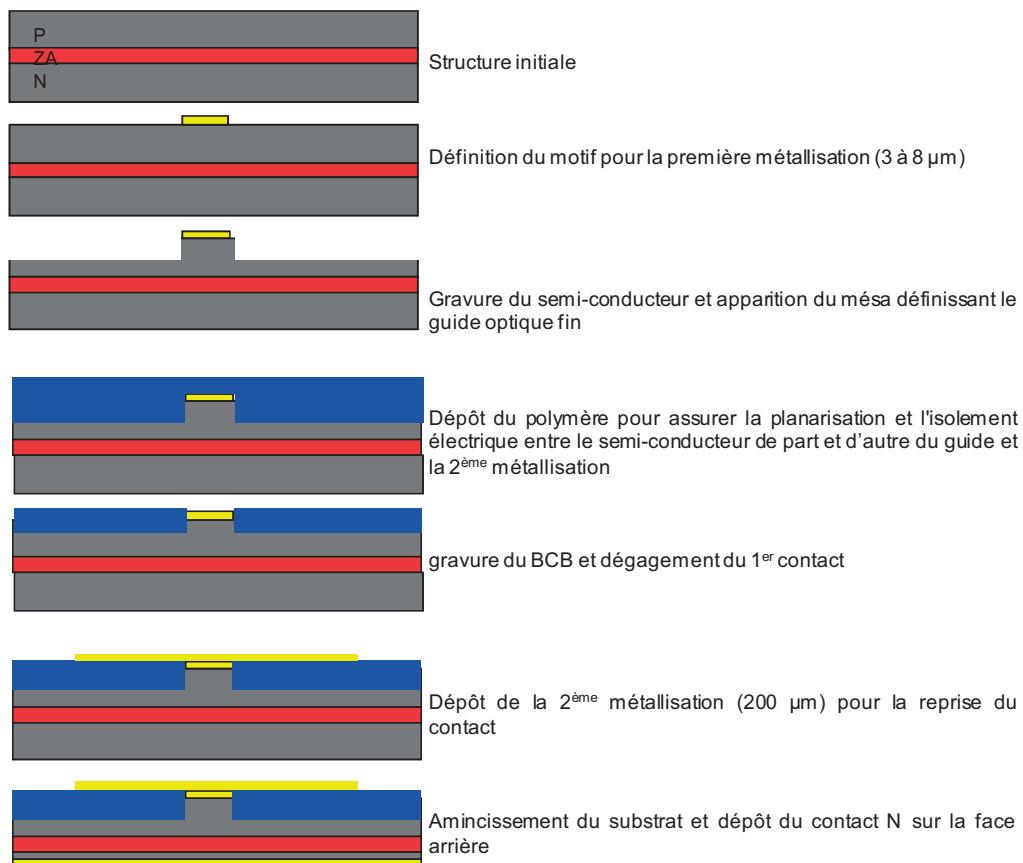 P
ZA
N
Structure initiale
Définition du motif pour la première métallisation (3 à 8 µm)
Gravure du semi-conducteur et apparition du mésa définissant le
guide optique fin
Dépôt du polymère pour assurer la planarisation et l'isolement
électrique entre le semi-conducteur de part et d’autre du guide et
la 2ème métallisation
gravure du BCB et dégagement du 1er contact
Dépôt de la 2ème métallisation (200 µm) pour la reprise du
contact
Amincissement du substrat et dépôt du contact N sur la face
arrière